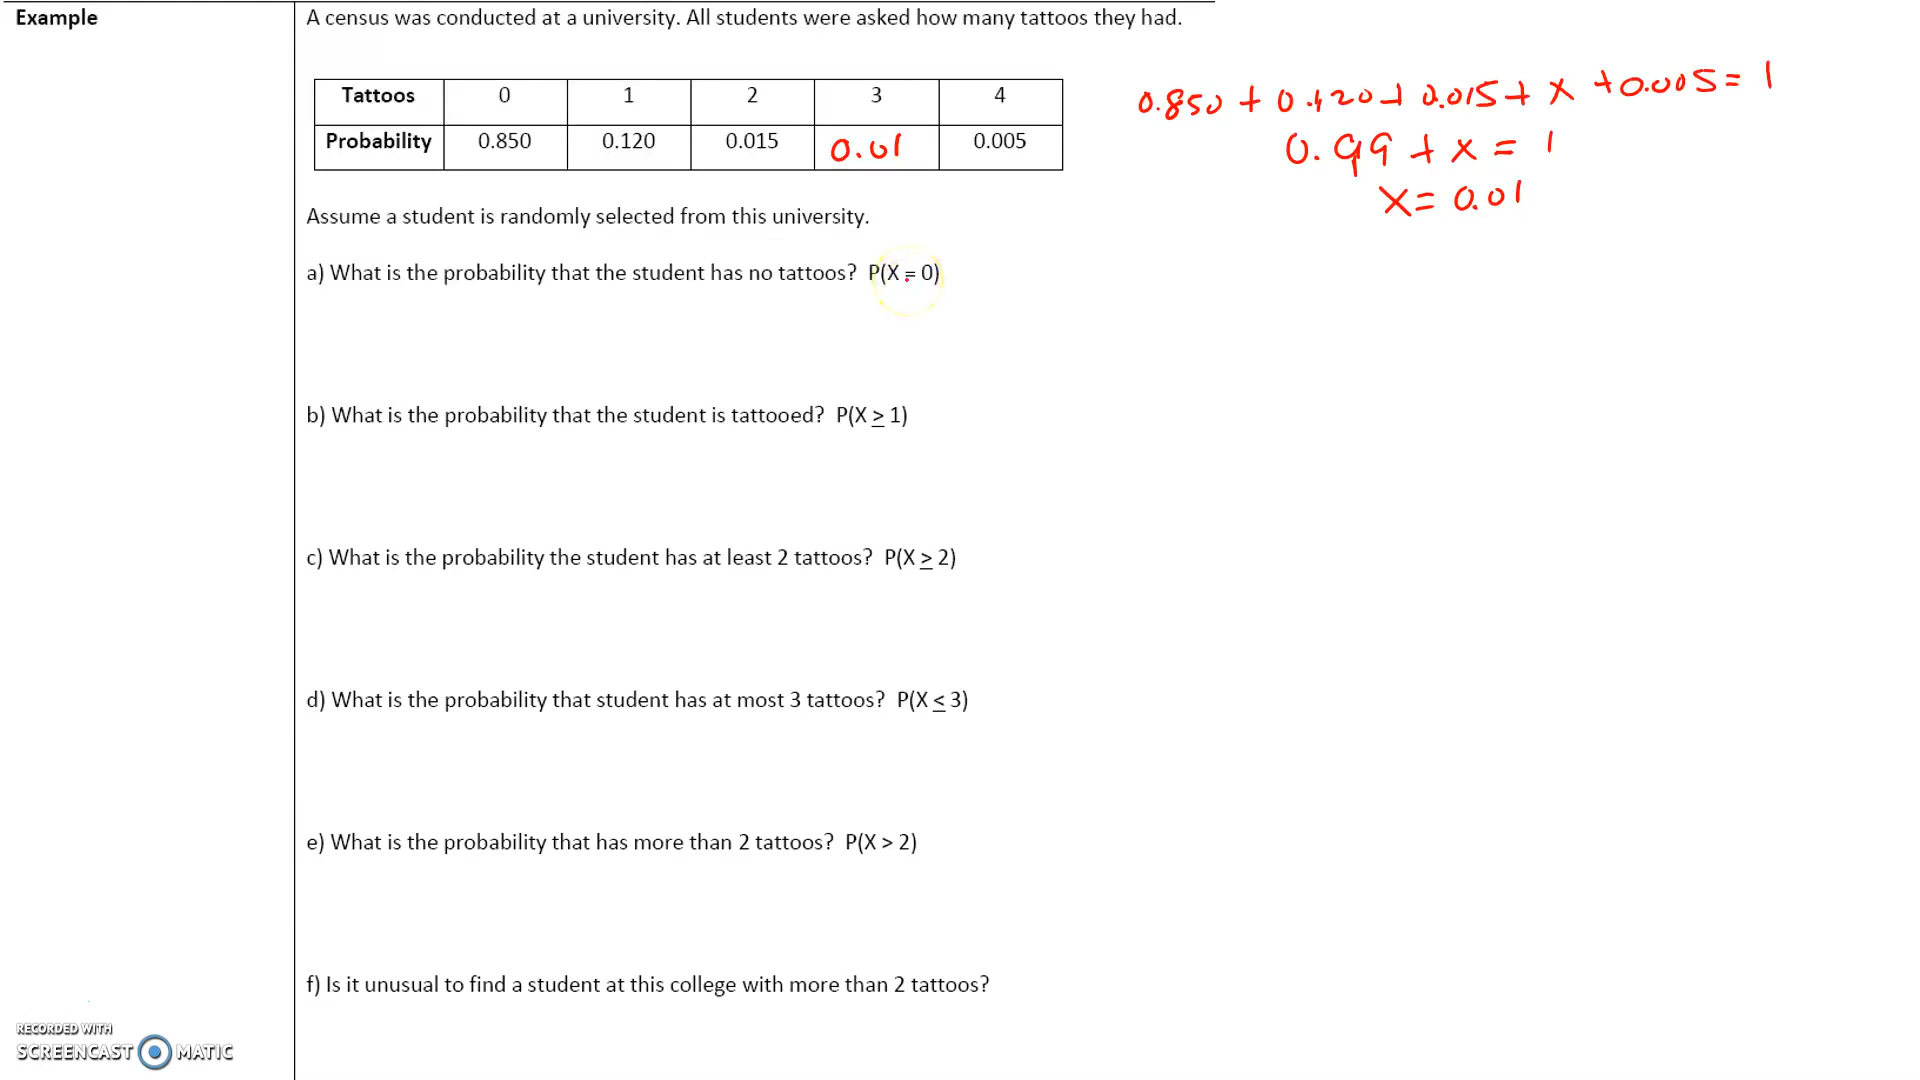 Example
A census was conducted at a university. All students were asked how many tattoos they had.
Tattoos 0 1 2 3 4
Probability 0.850 0.120 0.015 0.01 0.005
0.850 + 0.120 + 0.015 + x + 0.005 = 1
0.99 + x = 1
x = 0.01
Assume a student is randomly selected from this university.
a) What is the probability that the student has no tattoos? P(X = 0)
b) What is the probability that the student is tattooed? P(X ≥ 1)
c) What is the probability the student has at least 2 tattoos? P(X ≥ 2)
d) What is the probability that student has at most 3 tattoos? P(X ≤ 3)
e) What is the probability that has more than 2 tattoos? P(X > 2)
f) Is it unusual to find a student at this college with more than 2 tattoos?
RECORDED WITH
SCREENCAST MATIC